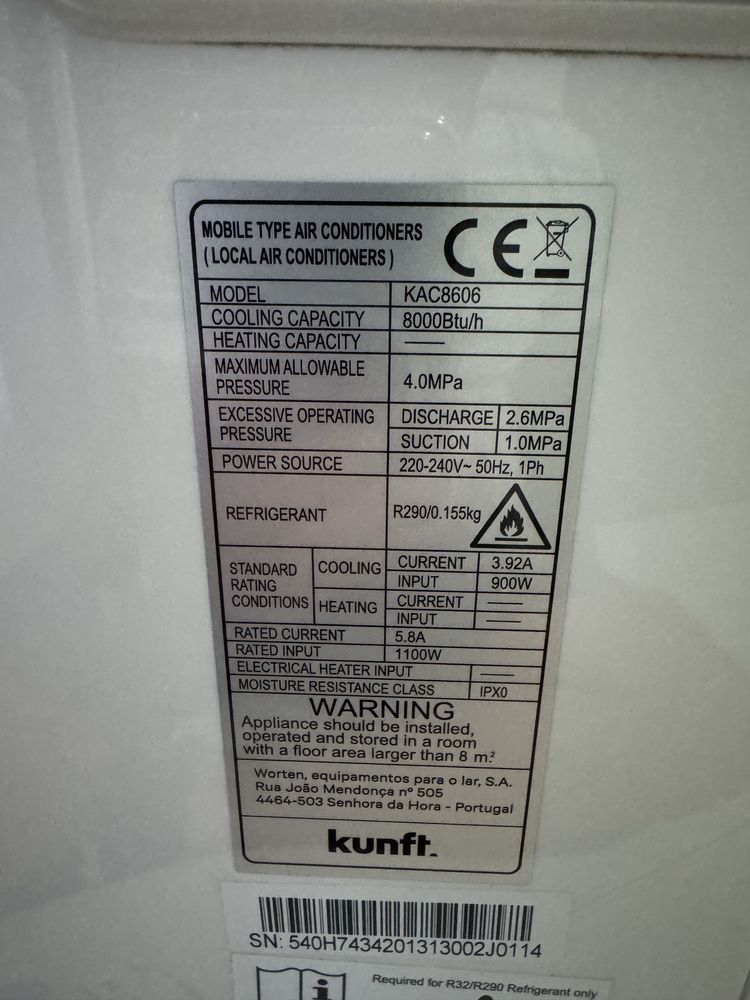 MOBILE TYPE AIR CONDITIONERS
( LOCAL AIR CONDITIONERS )
CE
MODEL KAC8606
COOLING CAPACITY 8000Btu/h
HEATING CAPACITY ——
MAXIMUM ALLOWABLE
PRESSURE 4.0MPa
EXCESSIVE OPERATING
PRESSURE
DISCHARGE 2.6MPa
SUCTION 1.0MPa
POWER SOURCE 220-240V~ 50Hz, 1Ph
REFRIGERANT R290/0.155kg
STANDARD
RATING
CONDITIONS
COOLING
CURRENT 3.92A
INPUT 900W
HEATING
CURRENT ——
INPUT ——
RATED CURRENT 5.8A
RATED INPUT 1100W
ELECTRICAL HEATER INPUT ——
MOISTURE RESISTANCE CLASS IPX0
WARNING
Appliance should be installed,
operated and stored in a room
with a floor area larger than 8 m².
Worten, equipamentos para o lar, S.A.
Rua João Mendonça nº 505
4464-503 Senhora da Hora - Portugal
kunft.
SN: 540H7434201313002J0114
i
Required for R32/R290 Refrigerant only